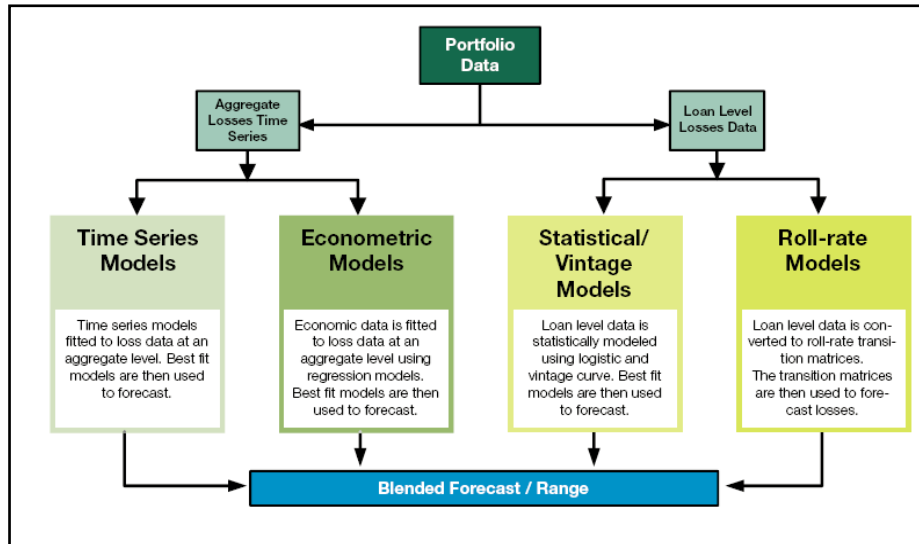 Portfolio
Data
Aggregate
Losses Time
Series
Loan Level
Losses Data
Time Series
Models
Time series models
fitted to loss data at an
aggregate level. Best fit
models are then used
to forecast.
Econometric
Models
Economic data is fitted
to loss data at an
aggregate level using
regression models.
Best fit models are then
used to forecast.
Statistical/
Vintage
Models
Loan level data is
statistically modeled
using logistic and
vintage curve. Best fit
models are then used
to forecast.
Roll-rate
Models
Loan level data is con-
verted to roll-rate transi-
tion matrices.
The transition matrices
are then used to fore-
cast losses.
Blended Forecast / Range